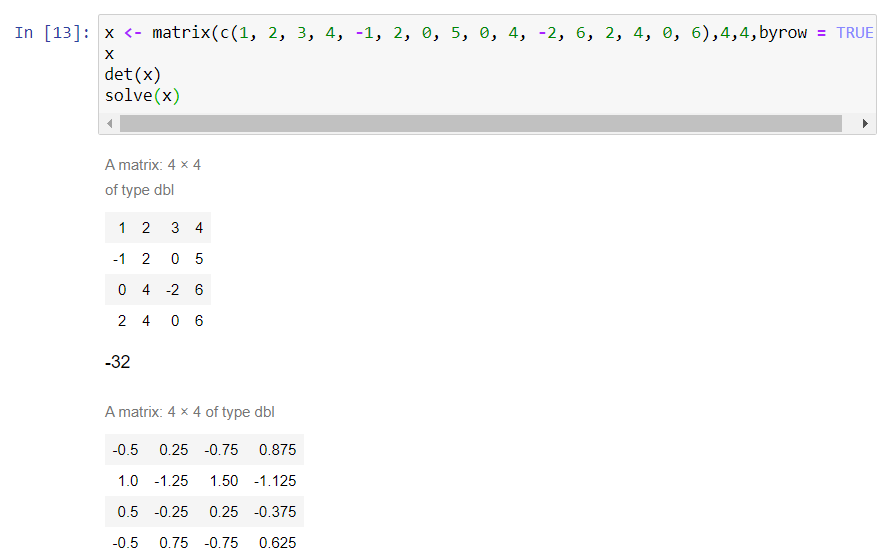 In [13]: x <- matrix(c(1, 2, 3, 4, -1, 2, 0, 5, 0, 4, -2, 6, 2, 4, 0, 6),4,4,byrow = TRUE
x
det(x)
solve(x)
A matrix: 4 × 4
of type dbl
1 2 3 4
-1 2 0 5
0 4 -2 6
2 4 0 6
-32
A matrix: 4 × 4 of type dbl
-0.5 0.25 -0.75 0.875
1.0 -1.25 1.50 -1.125
0.5 -0.25 0.25 -0.375
-0.5 0.75 -0.75 0.625